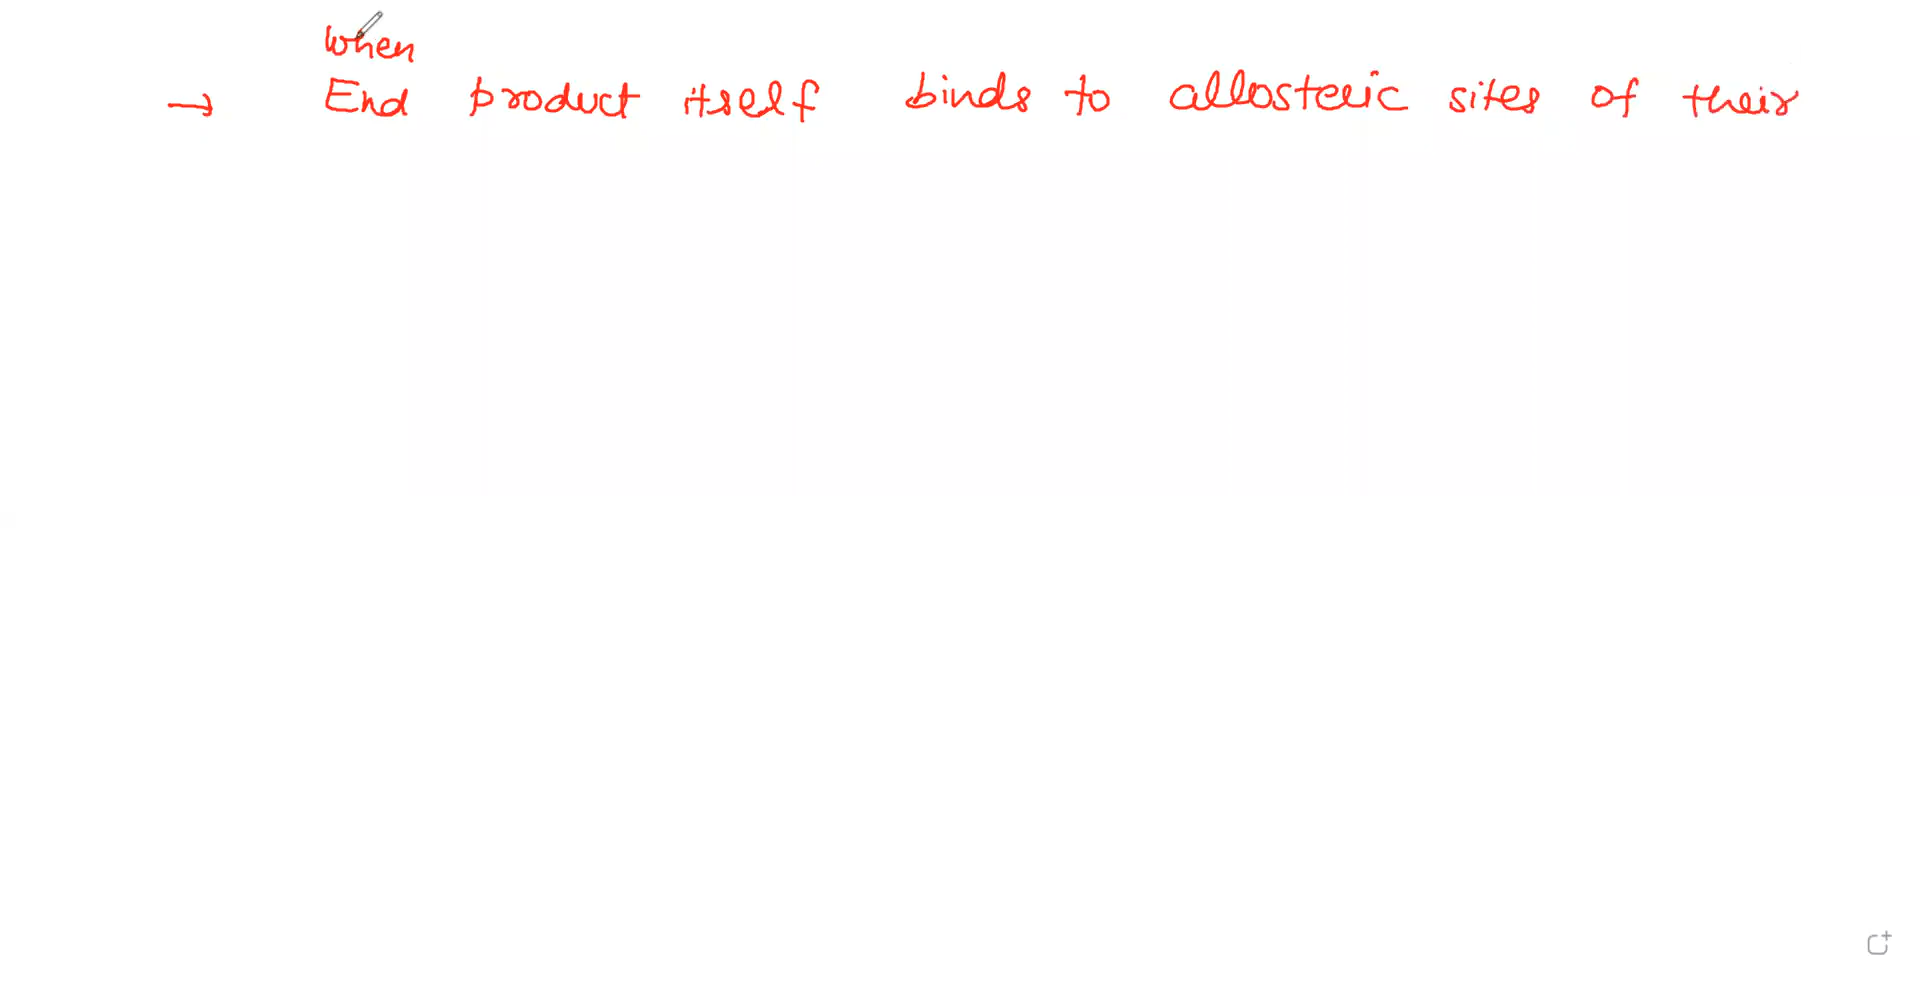 When
→ End product itself binds to allosteric sites of their